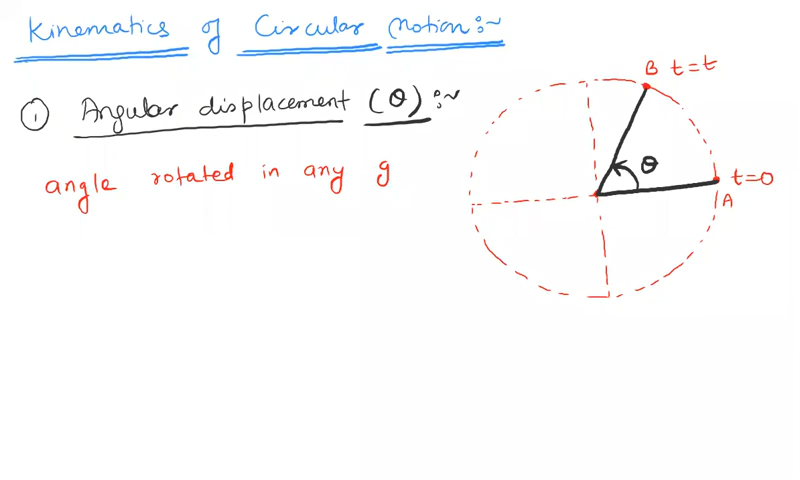 Kinematics of Circular Motion:~
① Angular displacement (θ):~
angle rotated in any g
B t=t
θ
t=0
A